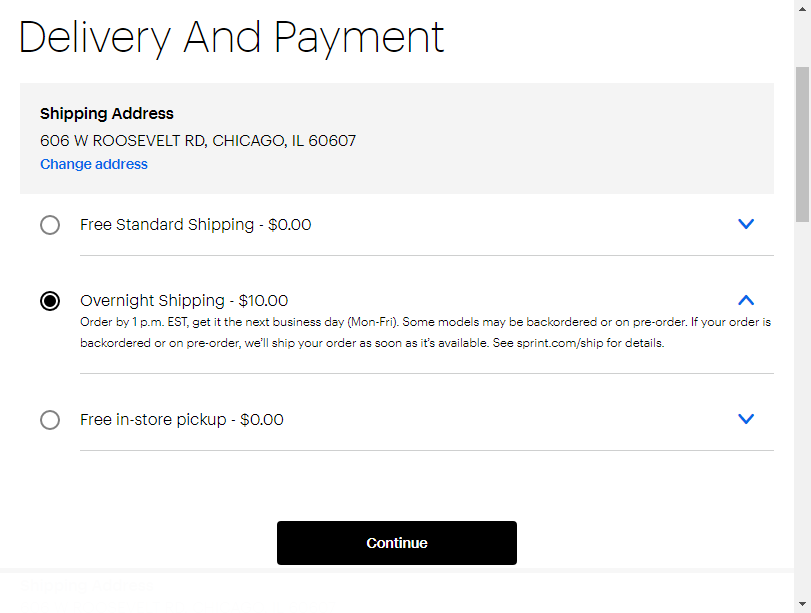 Delivery And Payment
Shipping Address
606 W ROOSEVELT RD, CHICAGO, IL 60607
Change address
Free Standard Shipping - $0.00
Overnight Shipping - $10.00
Order by 1 p.m. EST, get it the next business day (Mon-Fri). Some models may be backordered or on pre-order. If your order is
backordered or on pre-order, we'll ship your order as soon as it's available. See sprint.com/ship for details.
Free in-store pickup - $0.00
Continue